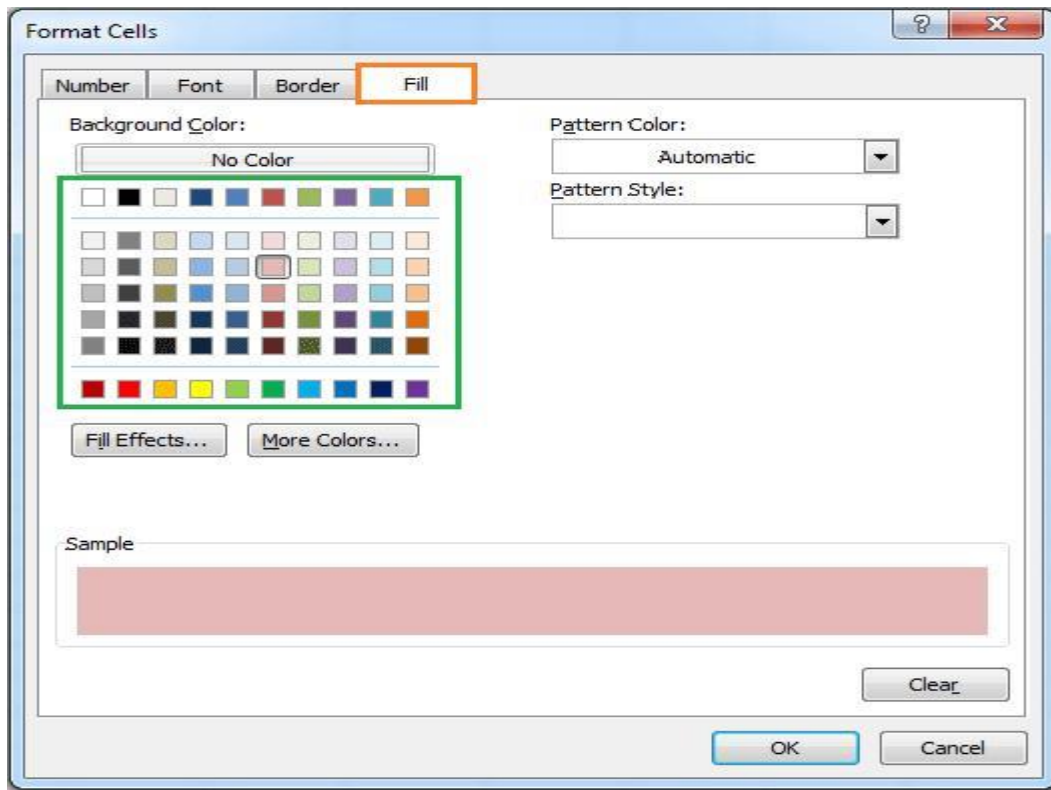 Format Cells
Number Font Border Fill
Background Color:
No Color
Pattern Color:
Automatic
Pattern Style:
Fill Effects... More Colors...
Sample
Clear
OK Cancel